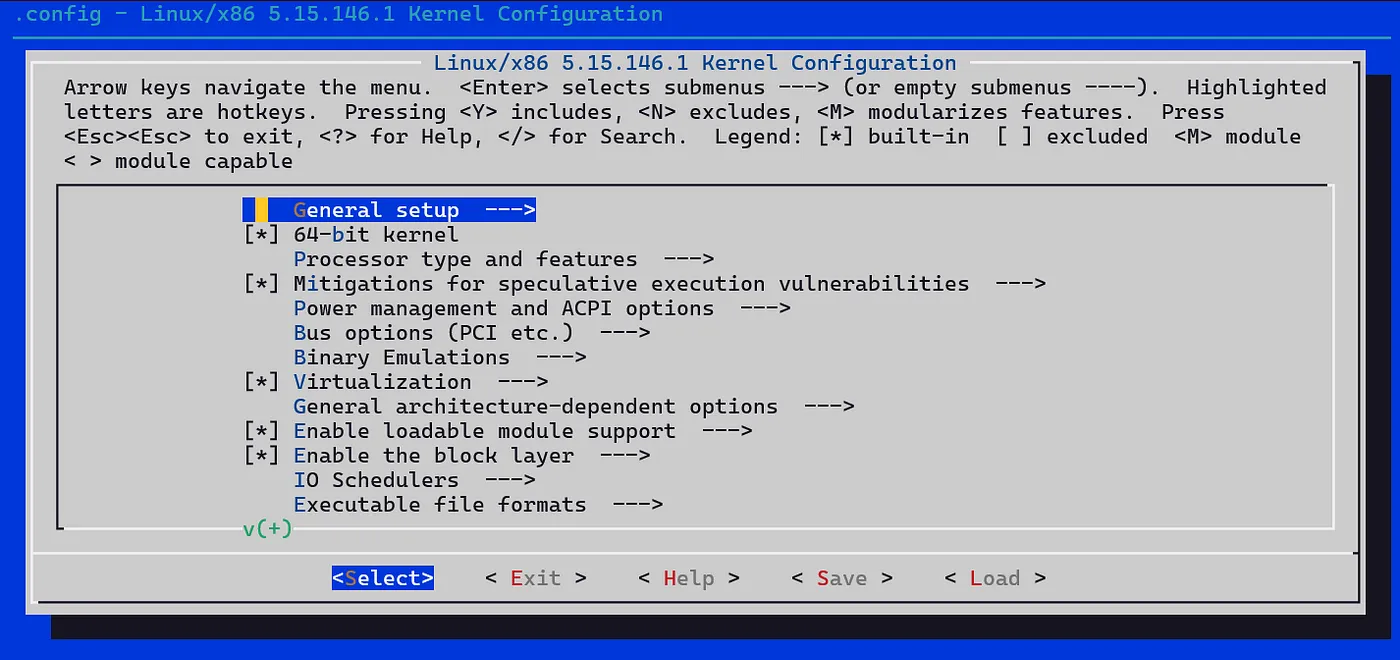 .config - Linux/x86 5.15.146.1 Kernel Configuration
Linux/x86 5.15.146.1 Kernel Configuration
Arrow keys navigate the menu.  <Enter> selects submenus ---> (or empty submenus ----).  Highlighted
letters are hotkeys.  Pressing <Y> includes, <N> excludes, <M> modularizes features.  Press
<Esc><Esc> to exit, <?> for Help, </> for Search.  Legend: [*] built-in  [ ] excluded  <M> module
< > module capable
General setup  --->
[*] 64-bit kernel
Processor type and features  --->
[*] Mitigations for speculative execution vulnerabilities  --->
Power management and ACPI options  --->
Bus options (PCI etc.)  --->
Binary Emulations  --->
[*] Virtualization  --->
General architecture-dependent options  --->
[*] Enable loadable module support  --->
[*] Enable the block layer  --->
IO Schedulers  --->
Executable file formats  --->
v(+)
<Select>    < Exit >    < Help >    < Save >    < Load >